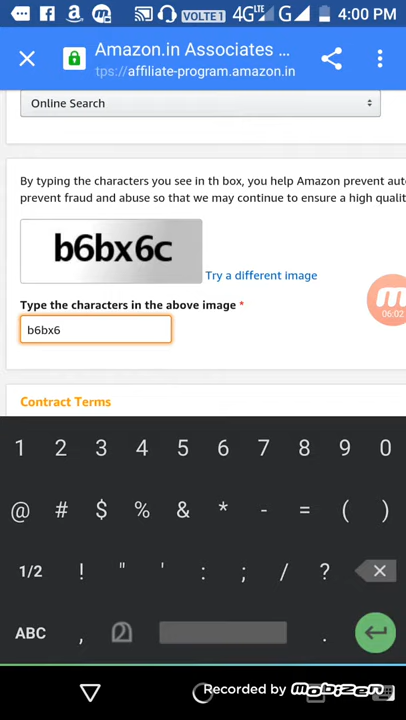 VOLTE 1 4G LTE G 4:00 PM
Amazon.in Associates ...
tps://affiliate-program.amazon.in
Online Search
By typing the characters you see in th box, you help Amazon prevent aut
prevent fraud and abuse so that we may continue to ensure a high qualit
b6bx6c
Try a different image
06:02
Type the characters in the above image *
b6bx6
Contract Terms
1 2 3 4 5 6 7 8 9 0
@ # $ % & * - = ( )
1/2 ! " ' : ; / ?
ABC , മ .
Recorded by mobizen